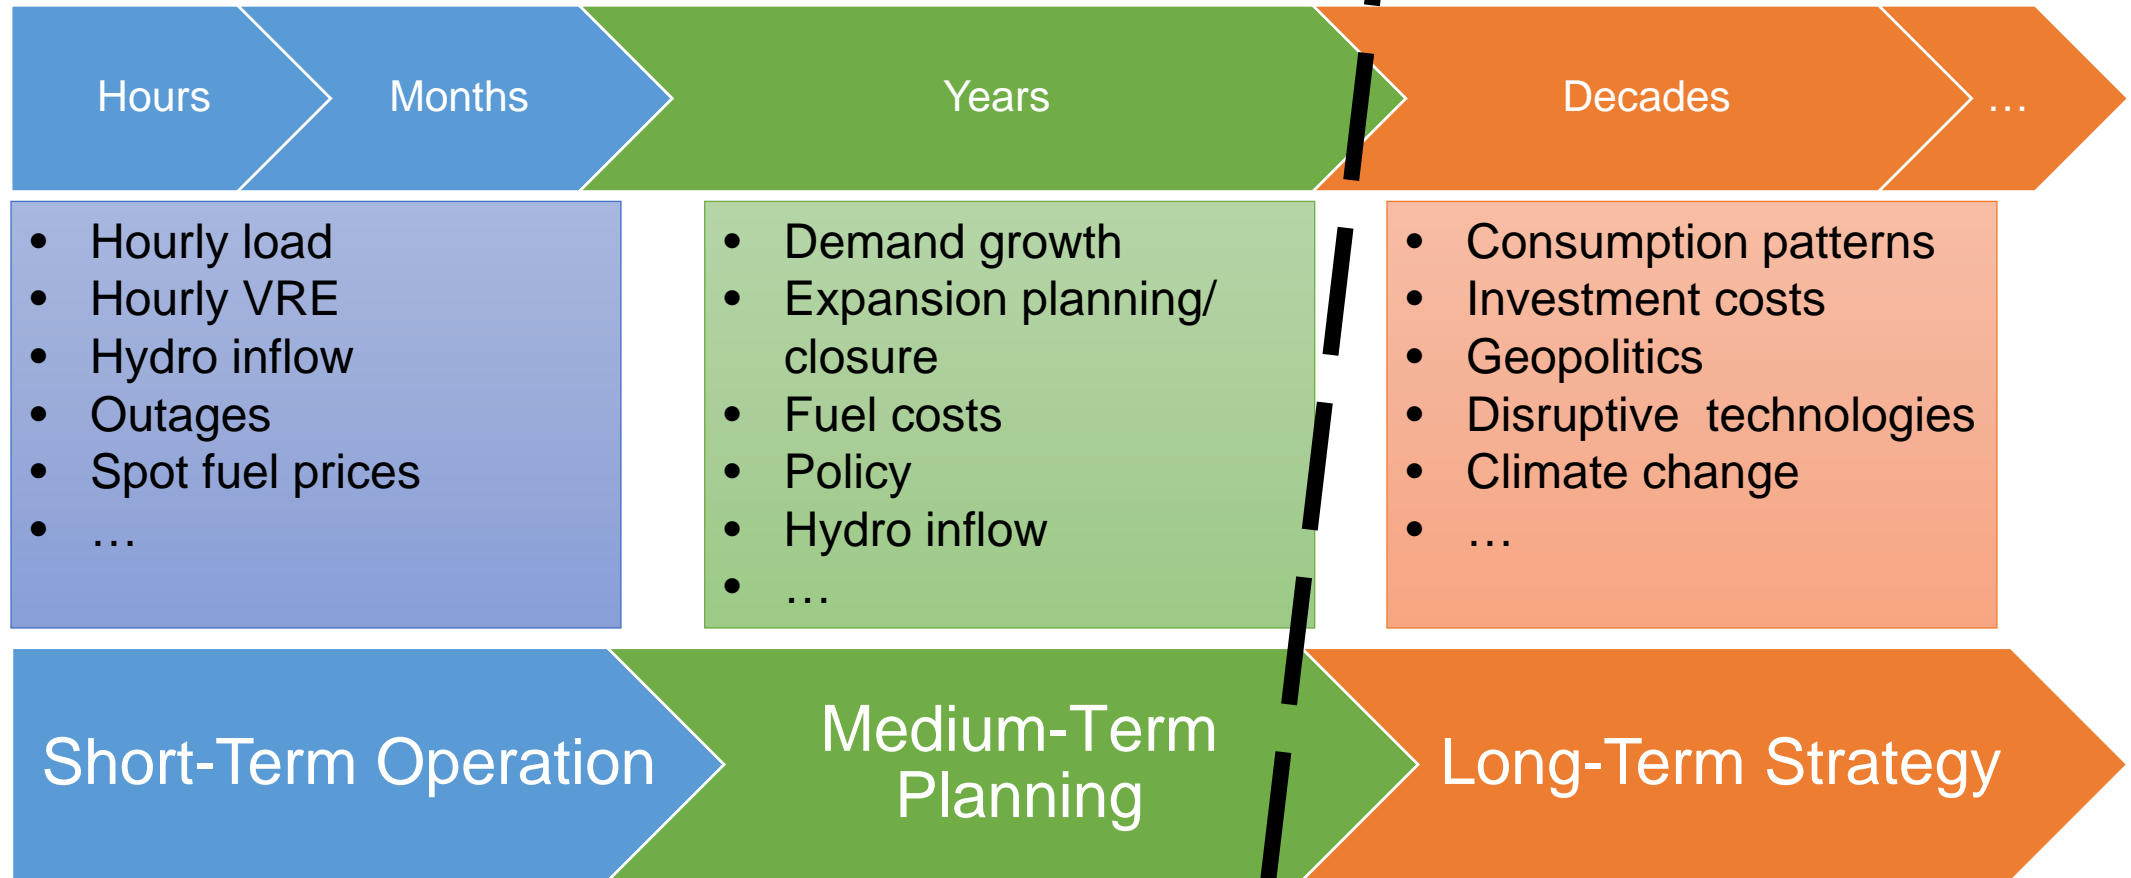 Hours
Months
Years
Decades
…
• Hourly load
• Hourly VRE
• Hydro inflow
• Outages
• Spot fuel prices
• …
• Demand growth
• Expansion planning/
closure
• Fuel costs
• Policy
• Hydro inflow
• …
• Consumption patterns
• Investment costs
• Geopolitics
• Disruptive technologies
• Climate change
• …
Short-Term Operation
Medium-Term
Planning
Long-Term Strategy